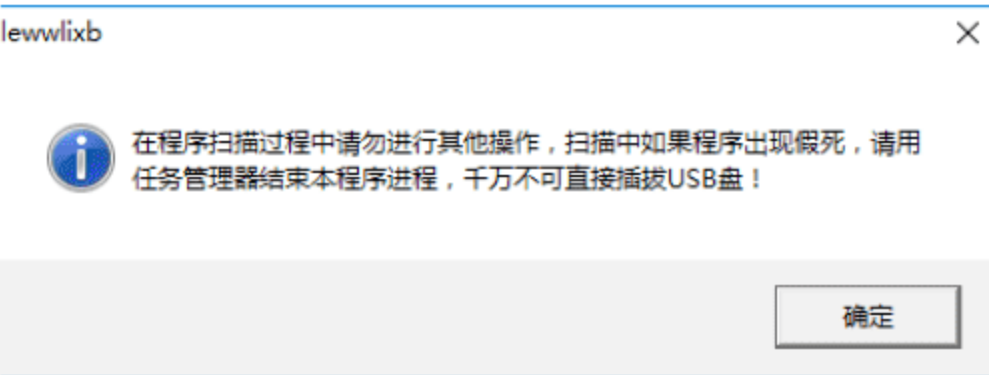 lewwlixb
在程序扫描过程中请勿进行其他操作，扫描中如果程序出现假死，请用
任务管理器结束本程序进程，千万不可直接插拔USB盘！
确定